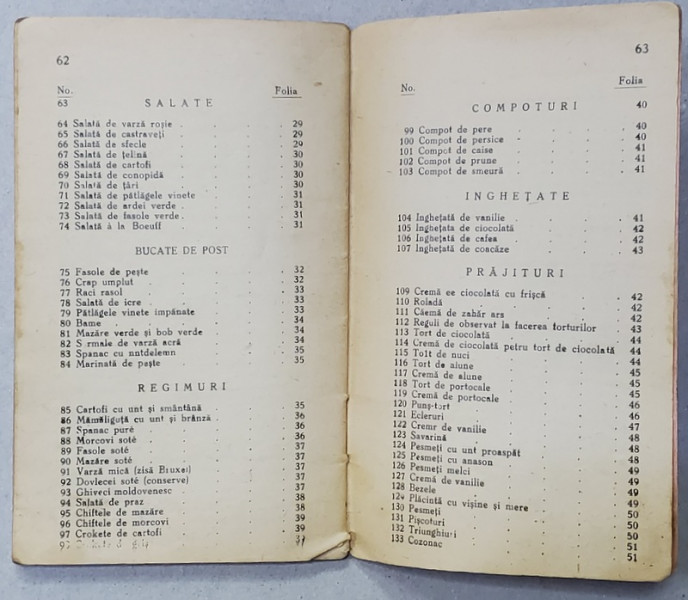 62
No. Folia
63 SALATE
64 Salată de varză roșie 29
65 Salată de castraveți 29
66 Salată de sfecle 29
67 Salată de țelină 30
68 Salată de cartofi 30
69 Salată de conopidă 30
70 Salată de țări 30
71 Salată de pătlăgele vinete 31
72 Salată de ardei verde 31
73 Salată de fasole verde 31
74 Salată à la Boeuff 31
BUCATE DE POST
75 Fasole de pește 32
76 Crap umplut 32
77 Raci rasol 33
78 Salată de icre 33
79 Pătlăgele vinete împănate 33
80 Bame 34
81 Mazăre verde și bob verde 34
82 S rmale de varză acră 34
83 Spanac cu nntdelemn 35
84 Marinată de pește 35
REGIMURI
85 Cartofi cu unt și smântână 35
86 Mămăliguță cu unt și brânză 36
87 Spanac pure 36
88 Morcovi soté 36
89 Fasole soté 37
90 Mazăre soté 37
91 Varză mică (zisă Bruxel) 37
92 Dovlecei soté (conserve) 37
93 Ghiveci moldovenesc 37
94 Salată de praz 38
95 Chiftele de mazăre 38
96 Chiftele de morcovi 39
97 Crokete de cartofi 39
63
No. Folia
COMPOTURI 40
99 Compot de pere 40
100 Compot de persice 40
101 Compot de caise 41
102 Compot de prune 41
103 Compot de smeură 41
INGHEȚATE
104 Inghețată de vanilie 41
105 Inghețata de ciocolată 42
106 Inghețată de cafea 42
107 Inghețată de coacăze 43
PRĂJITURI
109 Cremă ee ciocolată cu frișcă 42
110 Roladă 42
111 Căemă de zahăr ars 42
112 Reguli de observat la facerea torturilor 43
113 Tort de ciocolată 44
114 Cremă de ciocolată petru tort de ciocolată 44
115 Tolt de nuci 44
116 Tort de alune 45
117 Cremă de alune 45
118 Tort de portocale 45
119 Cremă de portocale 46
120 Punș-tort 46
121 Ecleruri 47
122 Cremr de vanilie 48
123 Savarină 48
124 Pesmeți cu unt proaspăt 48
125 Pesmeți cu anason 49
126 Pesmeți melci 49
127 Cremă de vanilie 49
128 Bezele 49
129 Plăcintă cu vișine și mere 50
130 Pesmeți 50
131 Pișcoturi 50
132 Triunghiuri 51
133 Cozonac 51